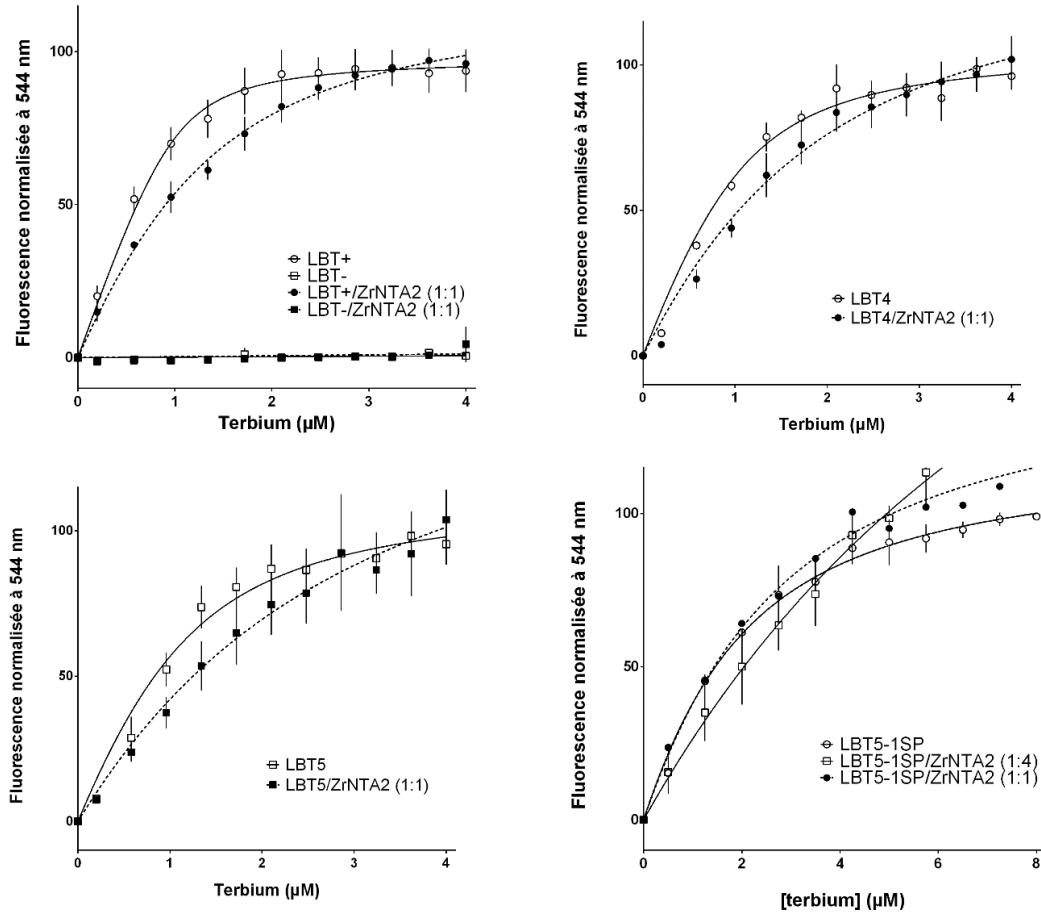 Fluorescence normalisée à 544 nm
100
50
0
LBT+
LBT-
LBT+/ZrNTA2 (1:1)
LBT-/ZrNTA2 (1:1)
0 1 2 3 4
Terbium (µM)
Fluorescence normalisée à 544 nm
100
50
0
LBT4
LBT4/ZrNTA2 (1:1)
0 1 2 3 4
Terbium (µM)
Fluorescence normalisée à 544 nm
100
50
0
LBT5
LBT5/ZrNTA2 (1:1)
0 1 2 3 4
Terbium (µM)
Fluorescence normalisée à 544 nm
100
50
0
LBT5-1SP
LBT5-1SP/ZrNTA2 (1:4)
LBT5-1SP/ZrNTA2 (1:1)
0 2 4 6 8
[terbium] (µM)